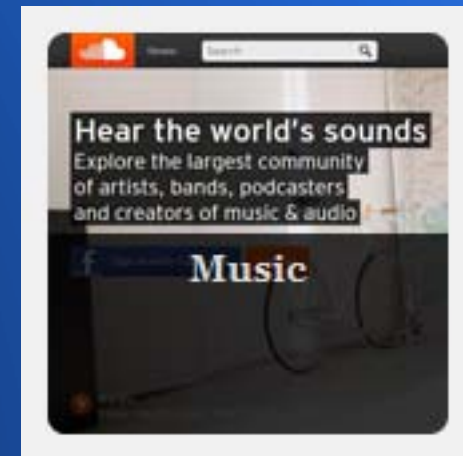 Search
Hear the world's sounds
Explore the largest community
of artists, bands, podcasters
and creators of music & audio
f
Music